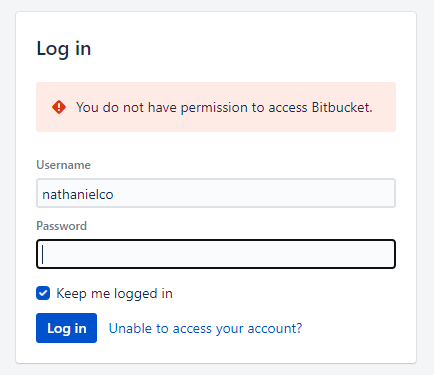 Log in
You do not have permission to access Bitbucket.
Username
nathanielco
Password
Keep me logged in
Log in Unable to access your account?